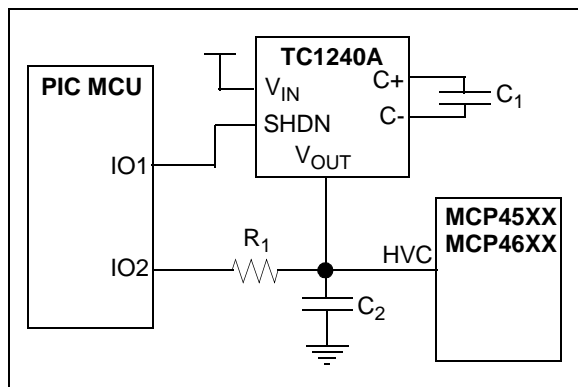 TC1240A
PIC MCU
V_IN
C+
C-
C_1
SHDN
V_OUT
IO1
MCP45XX
MCP46XX
R_1
HVC
IO2
C_2